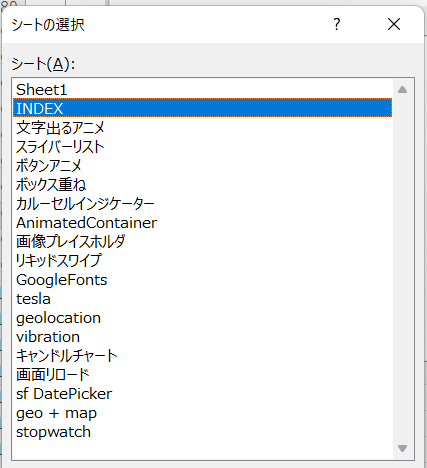 シートの選択
?
シート(A):
Sheet1
INDEX
文字出るアニメ
スライバーリスト
ボタンアニメ
ボックス重ね
カルーセルインジケーター
AnimatedContainer
画像プレイスホルダ
リキッドスワイプ
GoogleFonts
tesla
geolocation
vibration
キャンドルチャート
画面リロード
sf DatePicker
geo + map
stopwatch